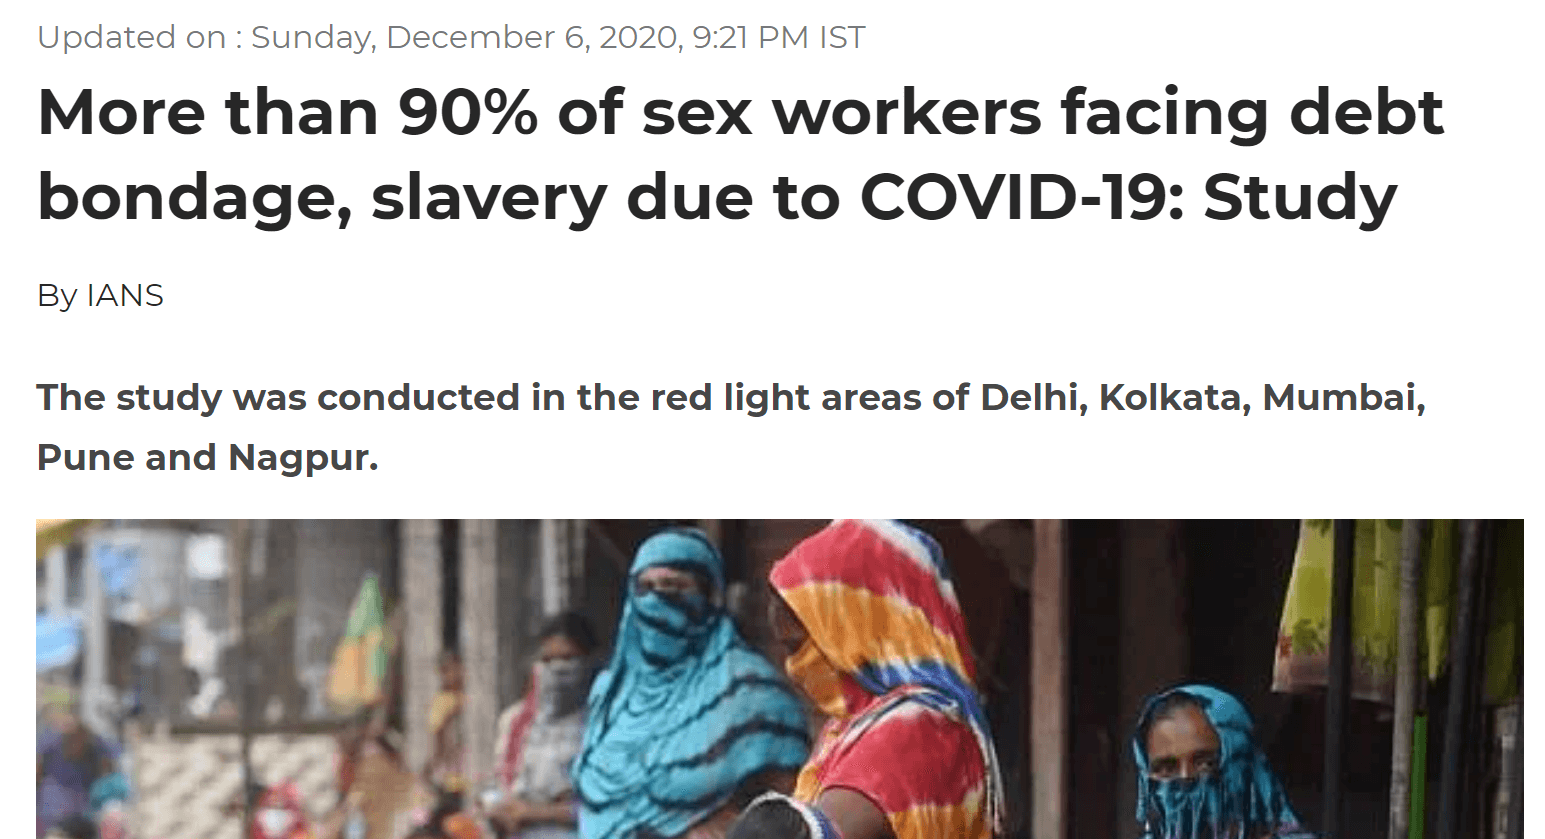 Updated on : Sunday, December 6, 2020, 9:21 PM IST
More than 90% of sex workers facing debt
bondage, slavery due to COVID-19: Study
By IANS
The study was conducted in the red light areas of Delhi, Kolkata, Mumbai,
Pune and Nagpur.